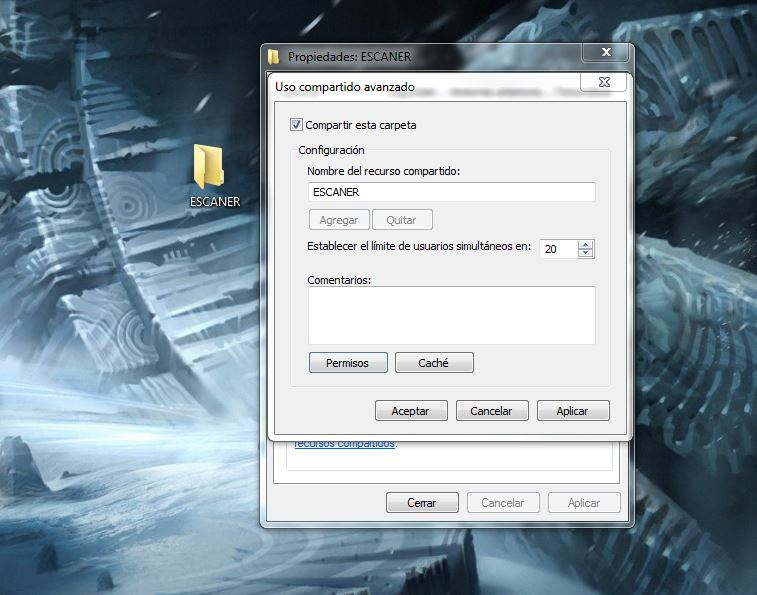 Propiedades: ESCANER
Uso compartido avanzado
Compartir esta carpeta
Configuración
Nombre del recurso compartido:
ESCANER
Agregar
Quitar
Establecer el límite de usuarios simultáneos en:
20
Comentarios:
Permisos
Caché
Aceptar
Cancelar
Aplicar
recursos compartidos.
Cerrar
Cancelar
Aplicar
ESCANER